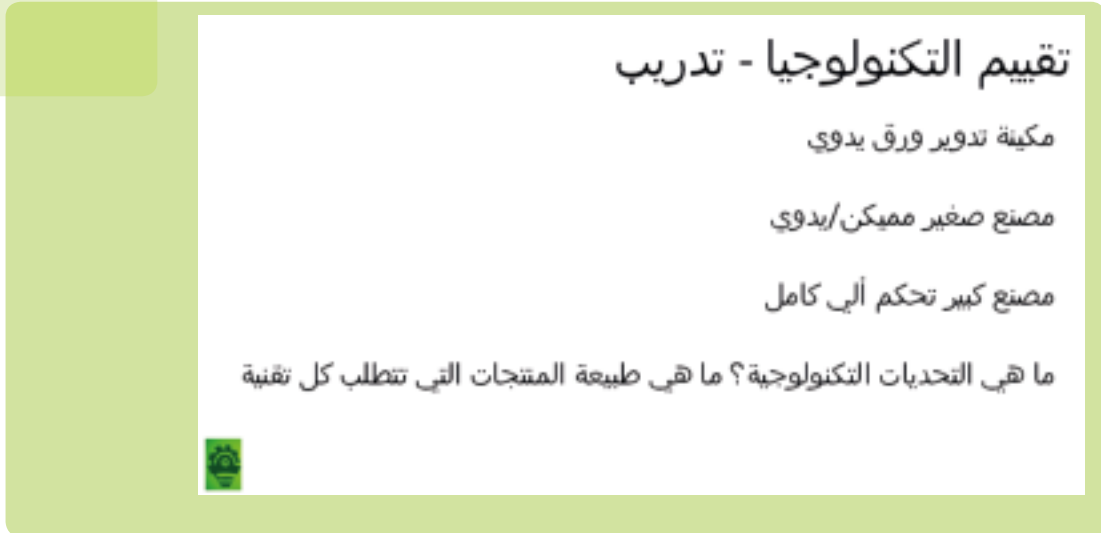 تقييم التكنولوجيا - تدريب
مكينة تدوير ورق يدوي
مصنع صغير مميكن/يدوي
مصنع كبير تحكم ألي كامل
ما هي التحديات التكنولوجية؟ ما هي طبيعة المنتجات التي تتطلب كل تقنية